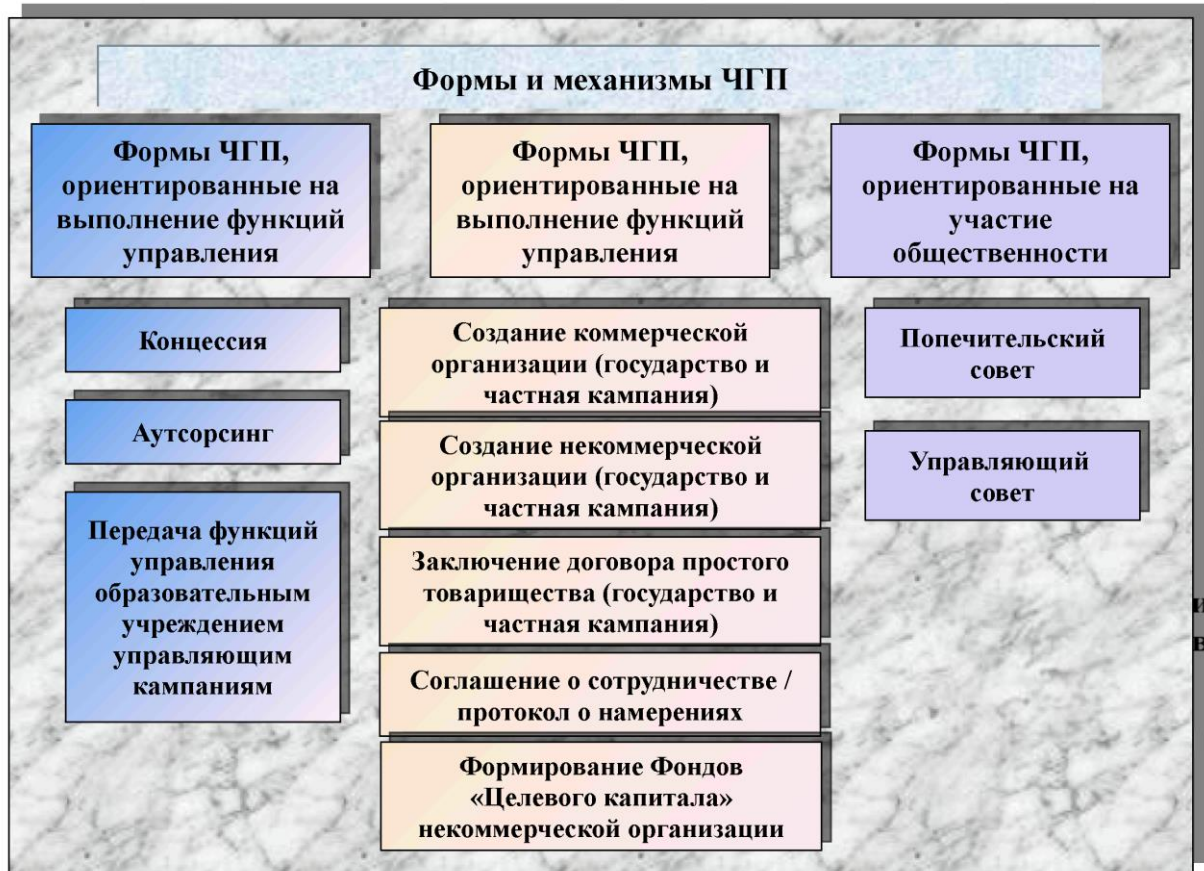 Формы и механизмы ЧГП
Формы ЧГП,
ориентированные на
выполнение функций
управления
Концессия
Аутсорсинг
Передача функций
управления
образовательным
учреждением
управляющим
кампаниям
Формы ЧГП,
ориентированные на
выполнение функций
управления
Создание коммерческой
организации (государство и
частная кампания)
Создание некоммерческой
организации (государство и
частная кампания)
Заключение договора простого
товарищества (государство и
частная кампания)
Соглашение о сотрудничестве /
протокол о намерениях
Формирование Фондов
«Целевого капитала»
некоммерческой организации
Формы ЧГП,
ориентированные на
участие
общественности
Попечительский
совет
Управляющий
совет